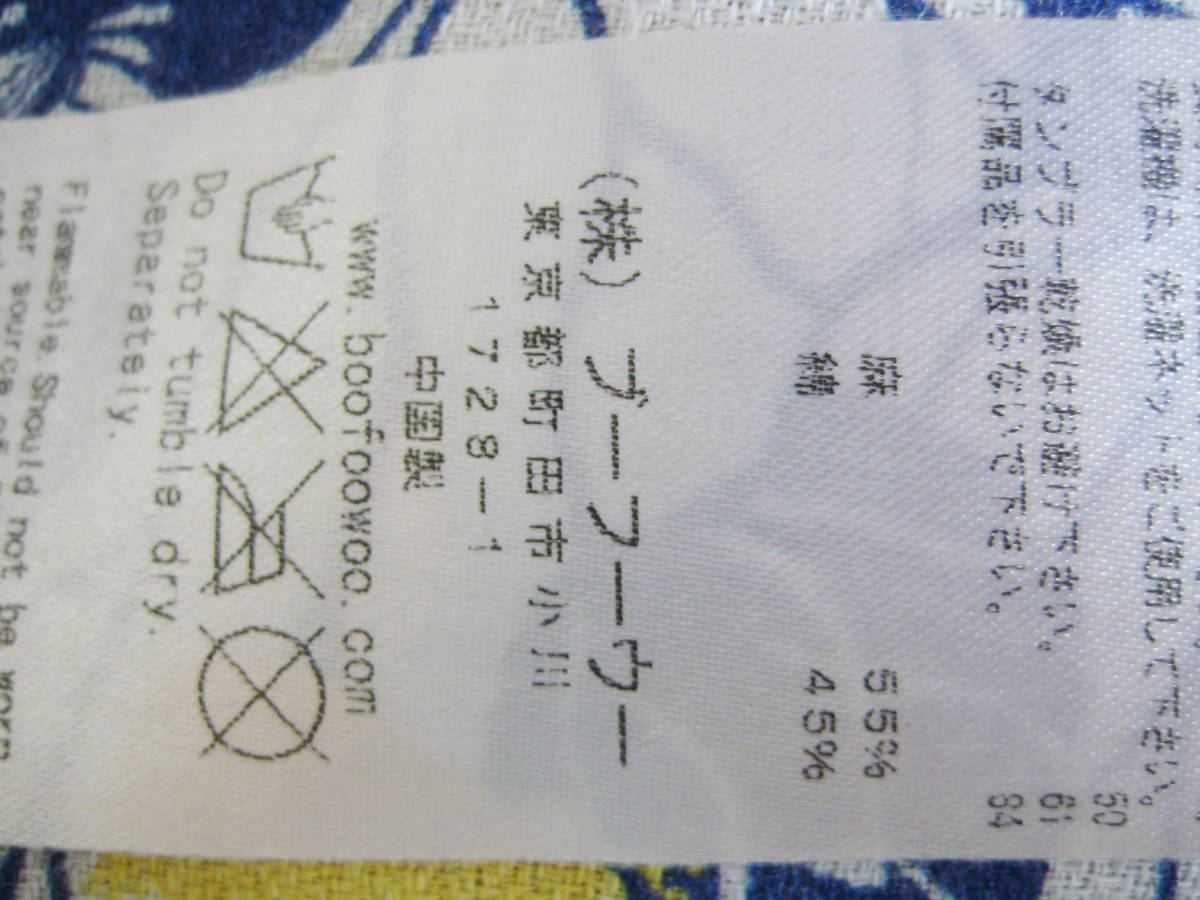 洗濯機は、洗濯ネットをご使用して下さい。
50
タンブラー乾燥はお避け下さい。 61
付属品を引張らないで下さい。 84
麻 55%
綿 45%
(株) ブーフーウー
東京都町田市小川
1728-1
中国製
www.boofoowoo.com
Do not tumble dry.
Separately.
Flammable.Should not be worn
near source of